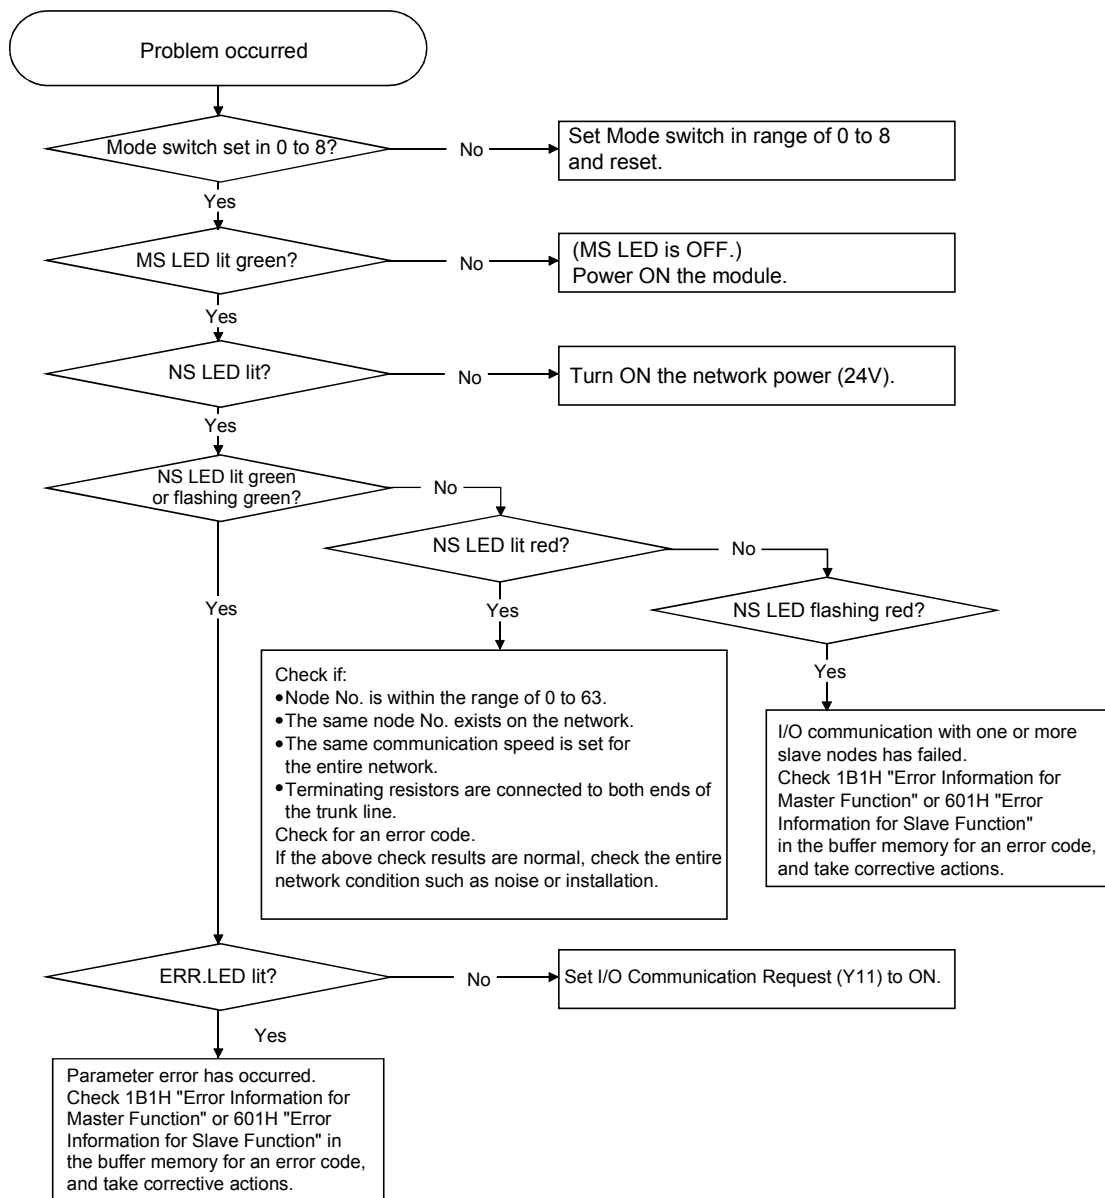 Problem occurred
Mode switch set in 0 to 8?
No
Set Mode switch in range of 0 to 8
and reset.
Yes
MS LED lit green?
No
(MS LED is OFF.)
Power ON the module.
Yes
NS LED lit?
No
Turn ON the network power (24V).
Yes
NS LED lit green
or flashing green?
No
NS LED lit red?
No
NS LED flashing red?
Yes
Yes
Yes
Check if:
•Node No. is within the range of 0 to 63.
•The same node No. exists on the network.
•The same communication speed is set for
the entire network.
•Terminating resistors are connected to both ends of
the trunk line.
Check for an error code.
If the above check results are normal, check the entire
network condition such as noise or installation.
I/O communication with one or more
slave nodes has failed.
Check 1B1H "Error Information for
Master Function" or 601H "Error
Information for Slave Function"
in the buffer memory for an error code,
and take corrective actions.
ERR.LED lit?
No
Set I/O Communication Request (Y11) to ON.
Yes
Parameter error has occurred.
Check 1B1H "Error Information for
Master Function" or 601H "Error
Information for Slave Function" in
the buffer memory for an error code,
and take corrective actions.